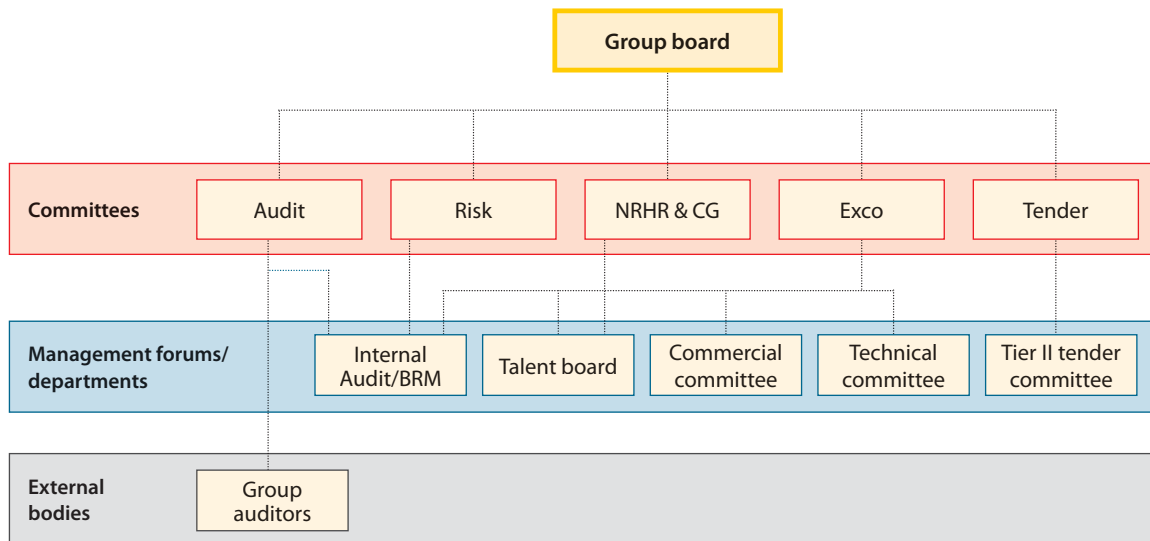 Group board
Committees
Audit
Risk
NRHR & CG
Exco
Tender
Management forums/
departments
Internal
Audit/BRM
Talent board
Commercial
committee
Technical
committee
Tier II tender
committee
External
bodies
Group
auditors